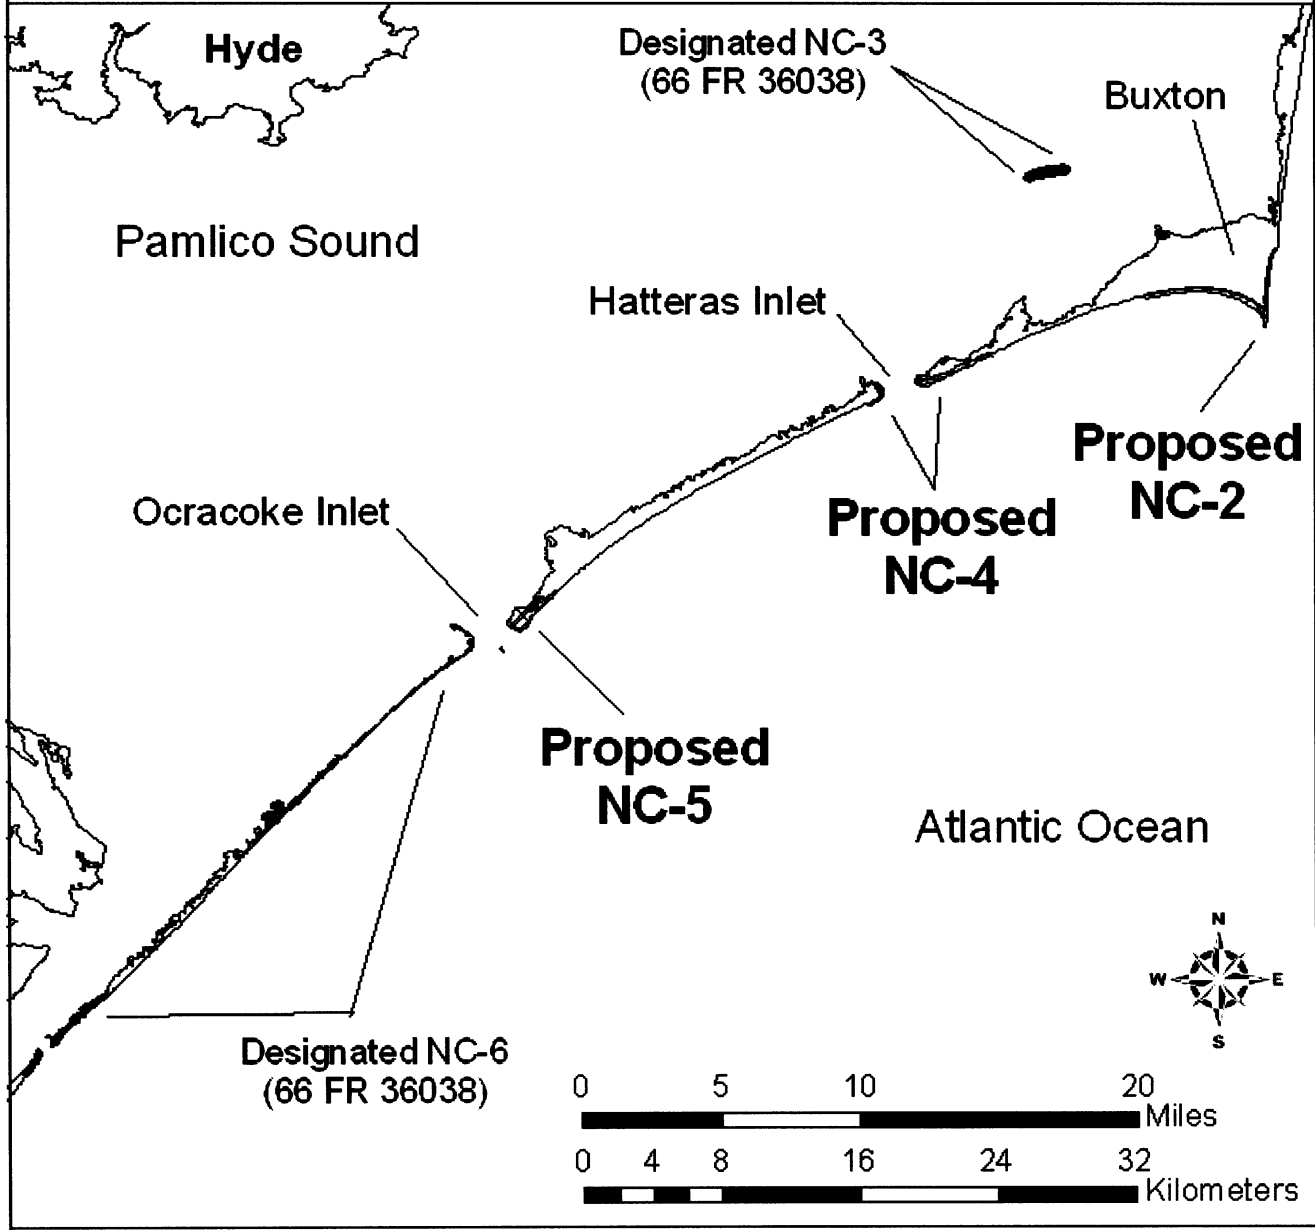 Hyde
Designated NC-3
(66 FR 36038)
Buxton
Pamlico Sound
Hatteras Inlet
Proposed
NC-2
Ocracoke Inlet
Proposed
NC-4
Proposed
NC-5
Atlantic Ocean
N
W E
S
Designated NC-6
(66 FR 36038)
0 5 10 20
Miles
0 4 8 16 24 32
Kilometers